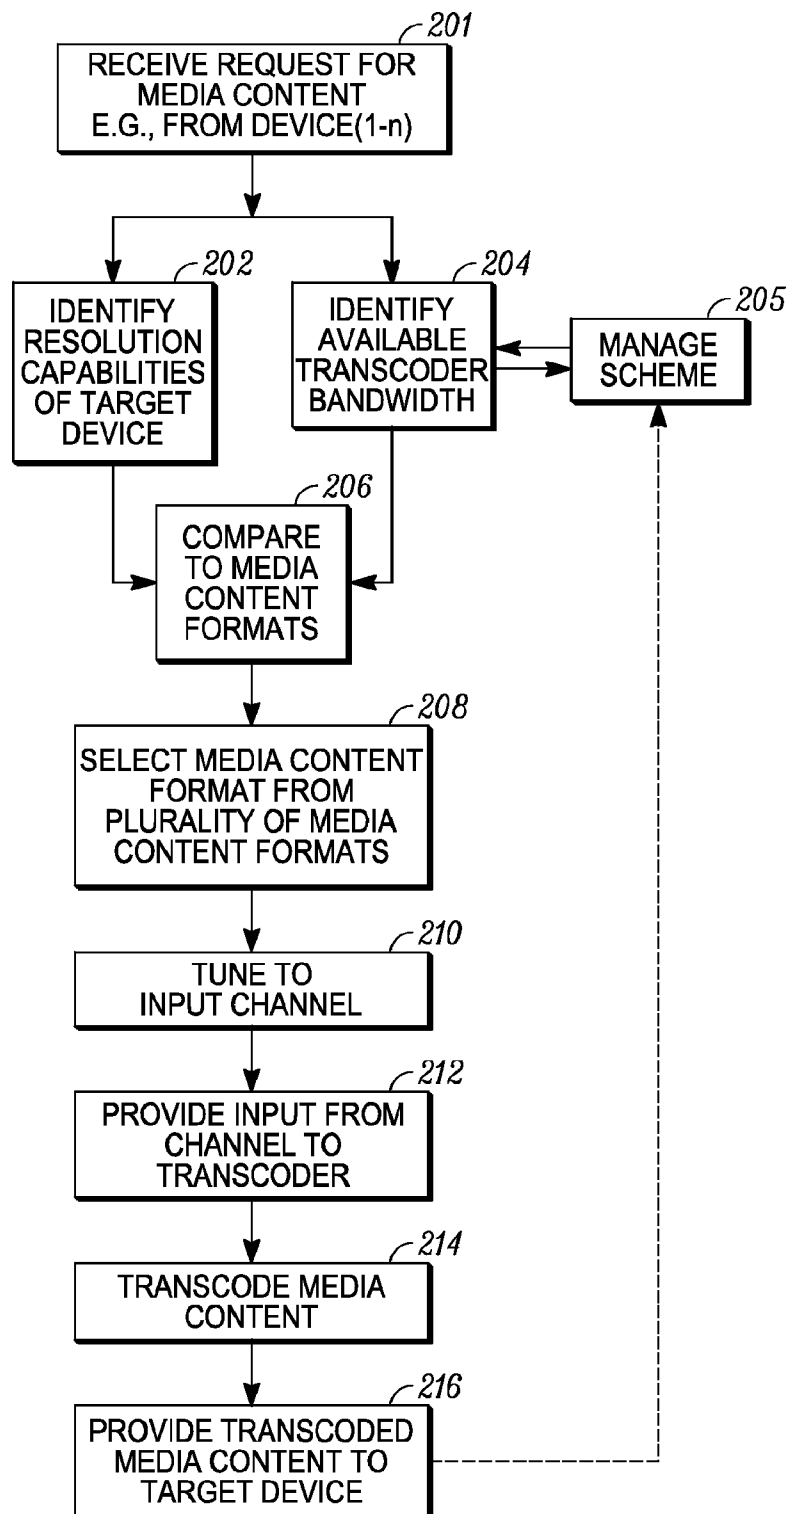 201
RECEIVE REQUEST FOR
MEDIA CONTENT
E.G., FROM DEVICE(1-n)
202
IDENTIFY
RESOLUTION
CAPABILITIES
OF TARGET
DEVICE
204
IDENTIFY
AVAILABLE
TRANSCODER
BANDWIDTH
205
MANAGE
SCHEME
206
COMPARE
TO MEDIA
CONTENT
FORMATS
208
SELECT MEDIA CONTENT
FORMAT FROM
PLURALITY OF MEDIA
CONTENT FORMATS
210
TUNE TO
INPUT CHANNEL
212
PROVIDE INPUT FROM
CHANNEL TO
TRANSCODER
214
TRANSCODE MEDIA
CONTENT
216
PROVIDE TRANSCODED
MEDIA CONTENT TO
TARGET DEVICE